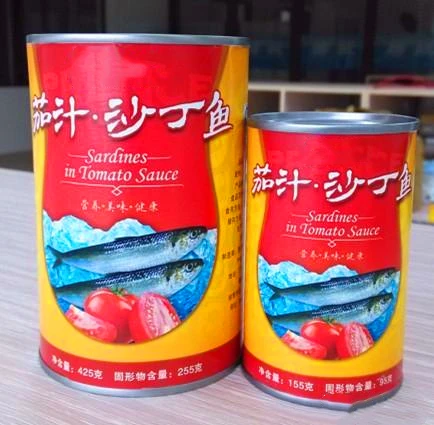 茄汁·沙丁鱼
Sardines
in Tomato Sauce
营养·美味·健康
净含量：425克 固形物含量：255克
茄汁·沙丁鱼
Sardines
in Tomato Sauce
营养·美味·健康
净含量：155克 固形物含量：95克